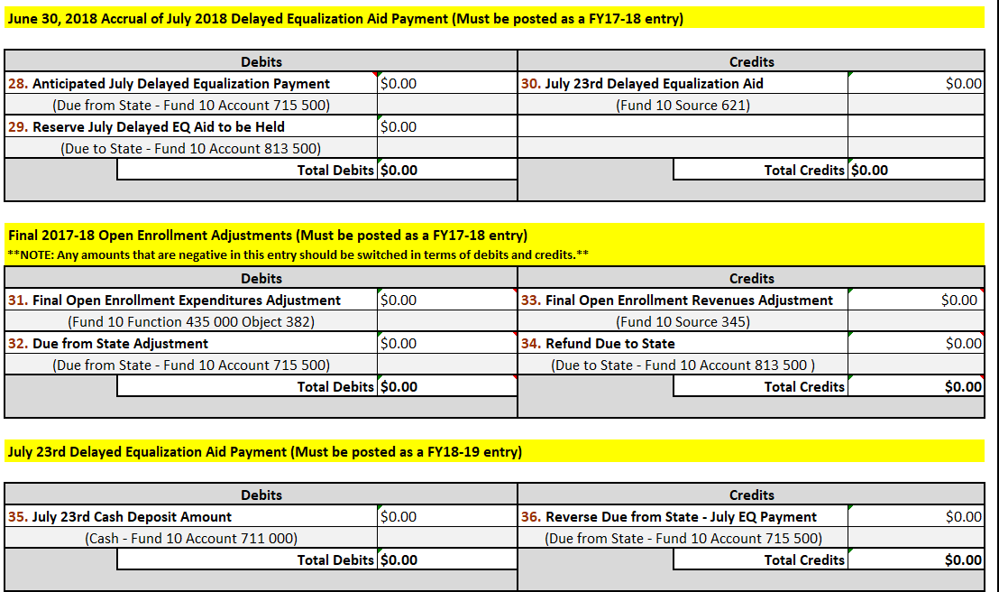 June 30, 2018 Accrual of July 2018 Delayed Equalization Aid Payment (Must be posted as a FY17-18 entry)
Debits Credits
28. Anticipated July Delayed Equalization Payment $0.00 30. July 23rd Delayed Equalization Aid $0.00
(Due from State - Fund 10 Account 715 500) (Fund 10 Source 621)
29. Reserve July Delayed EQ Aid to be Held $0.00
(Due to State - Fund 10 Account 813 500)
Total Debits $0.00 Total Credits $0.00
Final 2017-18 Open Enrollment Adjustments (Must be posted as a FY17-18 entry)
**NOTE: Any amounts that are negative in this entry should be switched in terms of debits and credits.**
Debits Credits
31. Final Open Enrollment Expenditures Adjustment $0.00 33. Final Open Enrollment Revenues Adjustment $0.00
(Fund 10 Function 435 000 Object 382) (Fund 10 Source 345)
32. Due from State Adjustment $0.00 34. Refund Due to State $0.00
(Due from State - Fund 10 Account 715 500) (Due to State - Fund 10 Account 813 500 )
Total Debits $0.00 Total Credits $0.00
July 23rd Delayed Equalization Aid Payment (Must be posted as a FY18-19 entry)
Debits Credits
35. July 23rd Cash Deposit Amount $0.00 36. Reverse Due from State - July EQ Payment $0.00
(Cash - Fund 10 Account 711 000) (Due from State - Fund 10 Account 715 500)
Total Debits $0.00 Total Credits $0.00